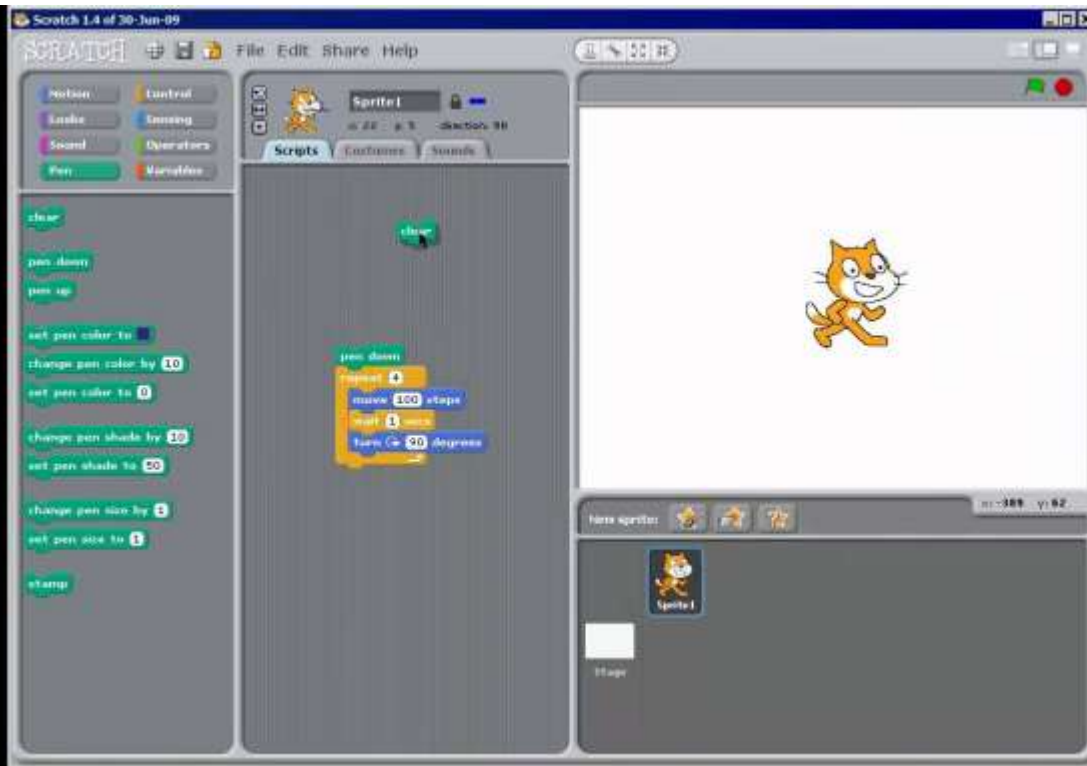 Scratch 1.4 of 30-Jun-09
SCRATCH File Edit Share Help
Motion Control
Looks Sensing
Sound Operators
Pen Variables
Sprite1
direction: 90
Scripts Costumes Sounds
clear
pen down
pen up
set pen color to
change pen color by 10
set pen color to 0
change pen shade by 10
set pen shade to 50
change pen size by 1
set pen size to 1
stamp
clear
pen down
repeat 4
move 100 steps
wait 1 secs
turn 90 degrees
New sprite:
x: -389 y: 62
Sprite1
Stage